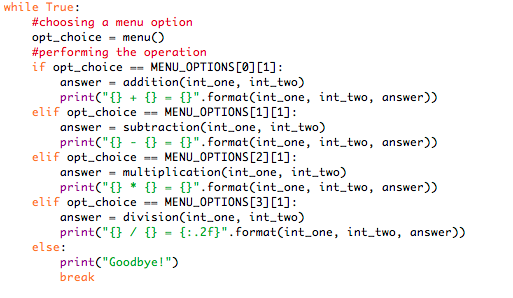 while True:
    #choosing a menu option
    opt_choice = menu()
    #performing the operation
    if opt_choice == MENU_OPTIONS[0][1]:
        answer = addition(int_one, int_two)
        print("{} + {} = {}".format(int_one, int_two, answer))
    elif opt_choice == MENU_OPTIONS[1][1]:
        answer = subtraction(int_one, int_two)
        print("{} - {} = {}".format(int_one, int_two, answer))
    elif opt_choice == MENU_OPTIONS[2][1]:
        answer = multiplication(int_one, int_two)
        print("{} * {} = {}".format(int_one, int_two, answer))
    elif opt_choice == MENU_OPTIONS[3][1]:
        answer = division(int_one, int_two)
        print("{} / {} = {:.2f}".format(int_one, int_two, answer))
    else:
        print("Goodbye!")
        break